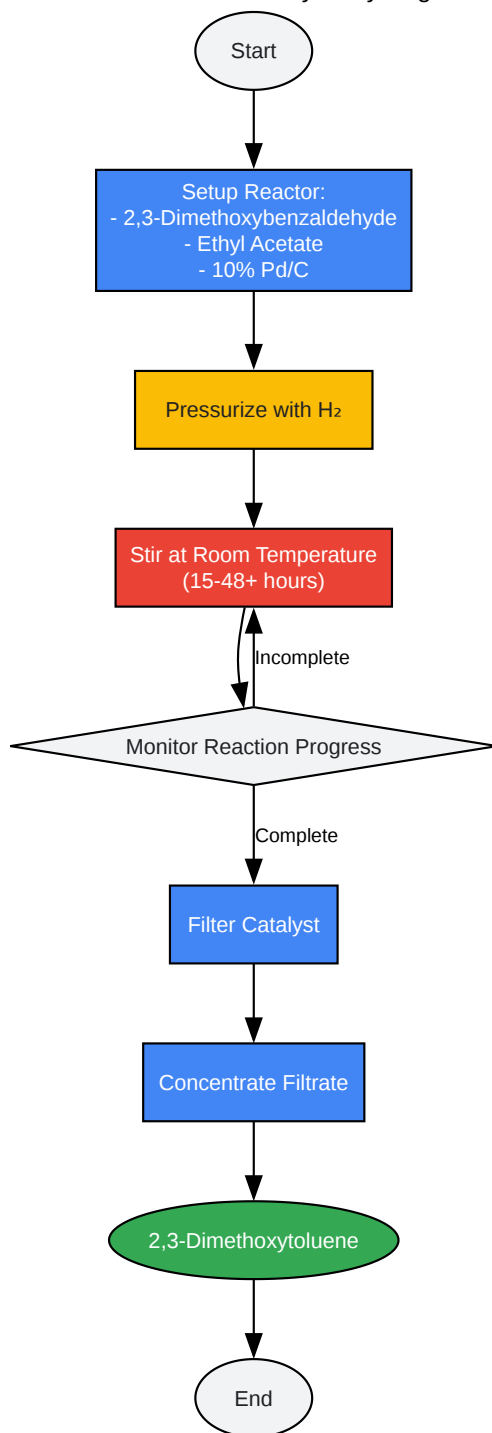 Start
Setup Reactor:
- 2,3-Dimethoxybenzaldehyde
- Ethyl Acetate
- 10% Pd/C
Pressurize with H₂
Stir at Room Temperature
(15-48+ hours)
Incomplete
Monitor Reaction Progress
Complete
Filter Catalyst
Concentrate Filtrate
2,3-Dimethoxytoluene
End